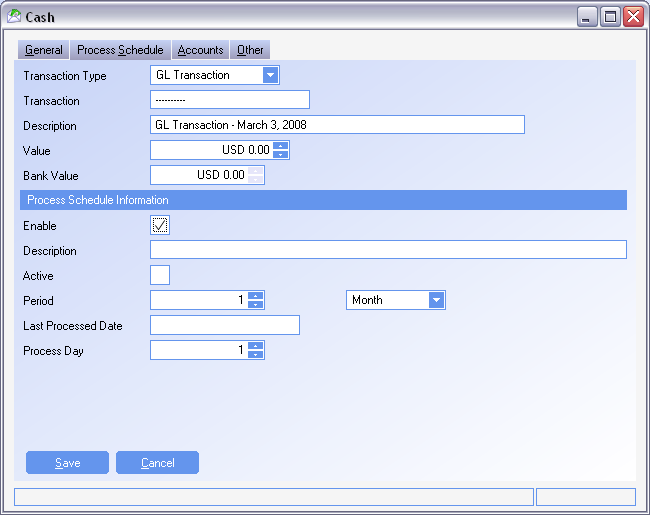 Cash
General Process Schedule Accounts Other
Transaction Type GL Transaction
Transaction ----------
Description GL Transaction - March 3, 2008
Value USD 0.00
Bank Value USD 0.00
Process Schedule Information
Enable
Description
Active
Period 1 Month
Last Processed Date
Process Day 1
Save Cancel